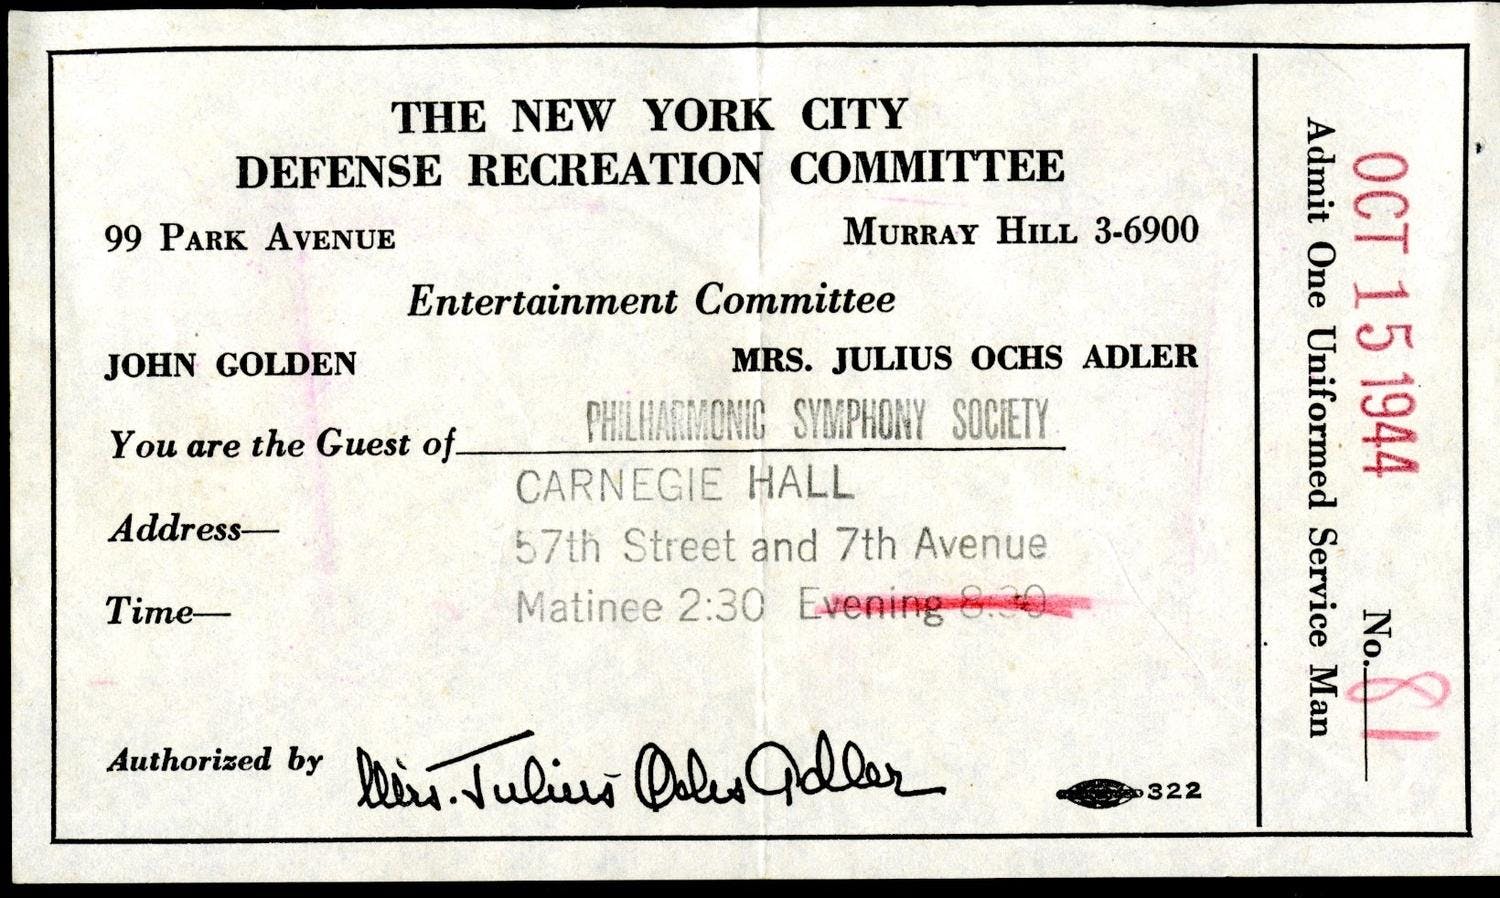 THE NEW YORK CITY
DEFENSE RECREATION COMMITTEE
99 PARK AVENUE
MURRAY HILL 3-6900
Entertainment Committee
JOHN GOLDEN
MRS. JULIUS OCHS ADLER
You are the Guest of PHILHARMONIC SYMPHONY SOCIETY
CARNEGIE HALL
Address—
57th Street and 7th Avenue
Time—
Matinee 2:30 Evening 8:30
Authorized by Mrs. Julius Ochs Adler
322
OCT 15 1944
Admit One Uniformed Service Man
No. 81